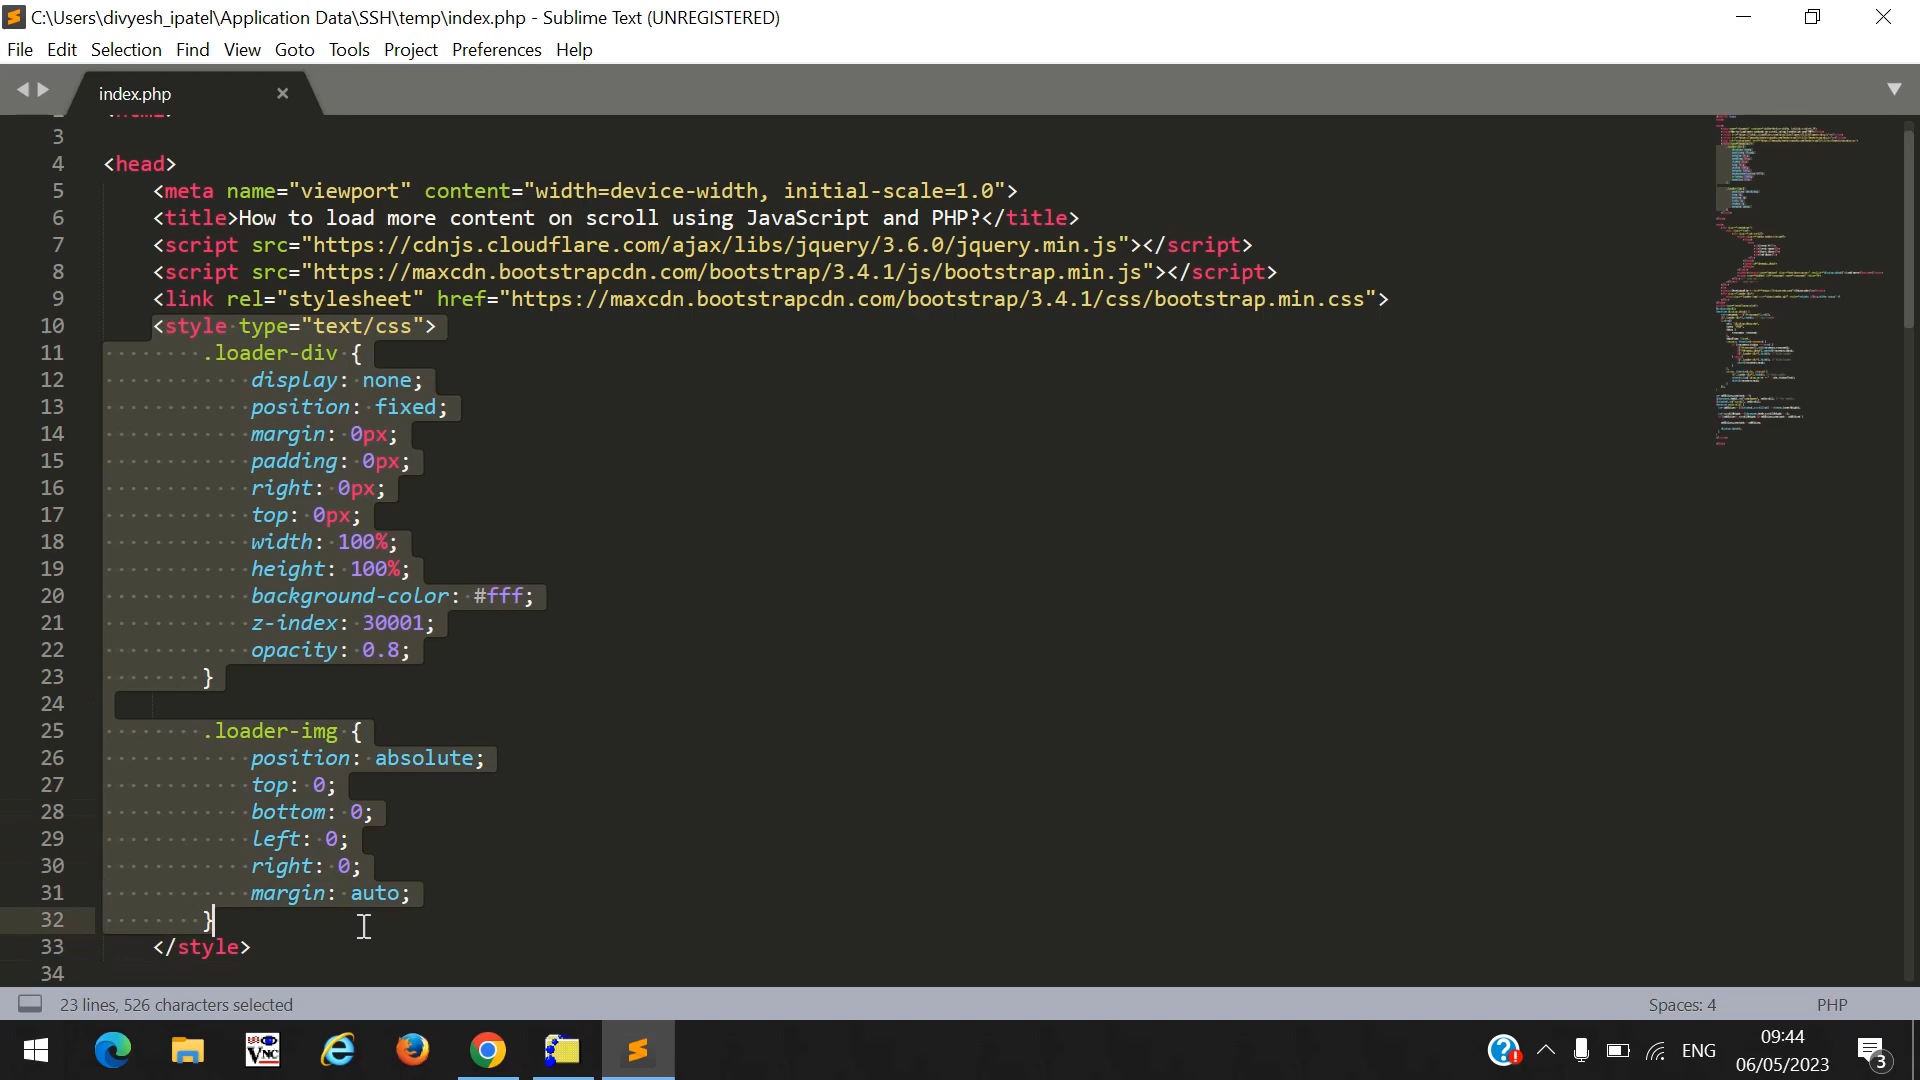 C:\Users\divyesh_ipatel\Application Data\SSH\temp\index.php - Sublime Text (UNREGISTERED)
File Edit Selection Find View Goto Tools Project Preferences Help
index.php
2 <html>
3
4 <head>
5 <meta name="viewport" content="width=device-width, initial-scale=1.0">
6 <title>How to load more content on scroll using JavaScript and PHP?</title>
7 <script src="https://cdnjs.cloudflare.com/ajax/libs/jquery/3.6.0/jquery.min.js"></script>
8 <script src="https://maxcdn.bootstrapcdn.com/bootstrap/3.4.1/js/bootstrap.min.js"></script>
9 <link rel="stylesheet" href="https://maxcdn.bootstrapcdn.com/bootstrap/3.4.1/css/bootstrap.min.css">
10 <style type="text/css">
11 .loader-div {
12 display: none;
13 position: fixed;
14 margin: 0px;
15 padding: 0px;
16 right: 0px;
17 top: 0px;
18 width: 100%;
19 height: 100%;
20 background-color: #fff;
21 z-index: 30001;
22 opacity: 0.8;
23 }
24
25 .loader-img {
26 position: absolute;
27 top: 0;
28 bottom: 0;
29 left: 0;
30 right: 0;
31 margin: auto;
32 }
33 </style>
34
23 lines, 526 characters selected
Spaces: 4
PHP
VNC
ENG
09:44
06/05/2023
3